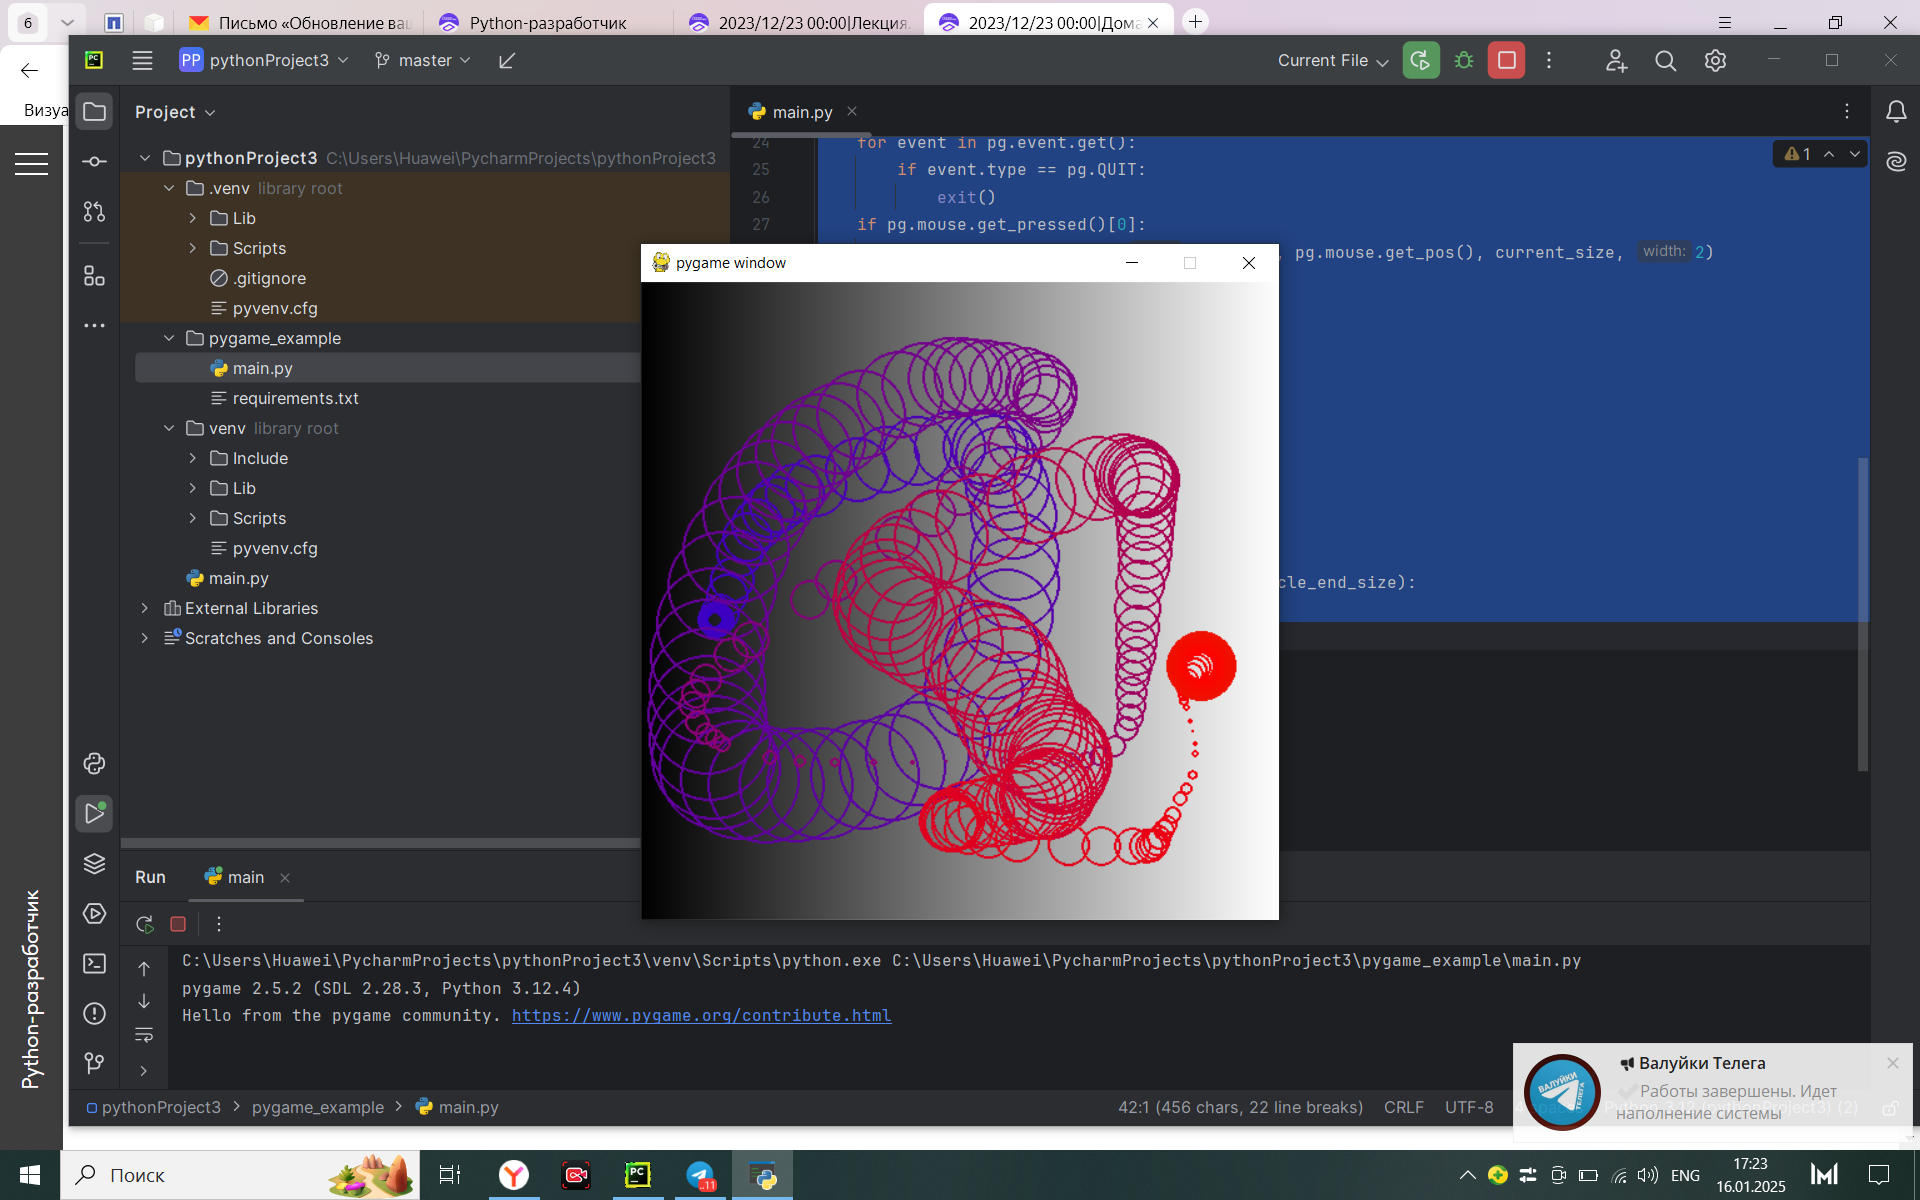 6
Письмо «Обновление ваш
Python-разработчик
2023/12/23 00:00|Лекция.
2023/12/23 00:00|Дома
PC
PP
pythonProject3
master
Current File
Визуа
Project
main.py
pythonProject3 C:\Users\Huawei\PycharmProjects\pythonProject3
.venv library root
Lib
Scripts
.gitignore
pyvenv.cfg
pygame_example
main.py
requirements.txt
venv library root
Include
Lib
Scripts
pyvenv.cfg
main.py
External Libraries
Scratches and Consoles
24 for event in pg.event.get():
25 if event.type == pg.QUIT:
26 exit()
27 if pg.mouse.get_pressed()[0]:
, pg.mouse.get_pos(), current_size, width: 2)
cle_end_size):
1
pygame window
Run
main
C:\Users\Huawei\PycharmProjects\pythonProject3\venv\Scripts\python.exe C:\Users\Huawei\PycharmProjects\pythonProject3\pygame_example\main.py
pygame 2.5.2 (SDL 2.28.3, Python 3.12.4)
Hello from the pygame community. https://www.pygame.org/contribute.html
Python-разработчик
pythonProject3 > pygame_example > main.py
42:1 (456 chars, 22 line breaks) CRLF UTF-8
ВАЛУЙКИ
ТЕЛЕГА
Валуйки Телега
Работы завершены. Идет
наполнение системы
Поиск
PC
..11
ENG
17:23
16.01.2025